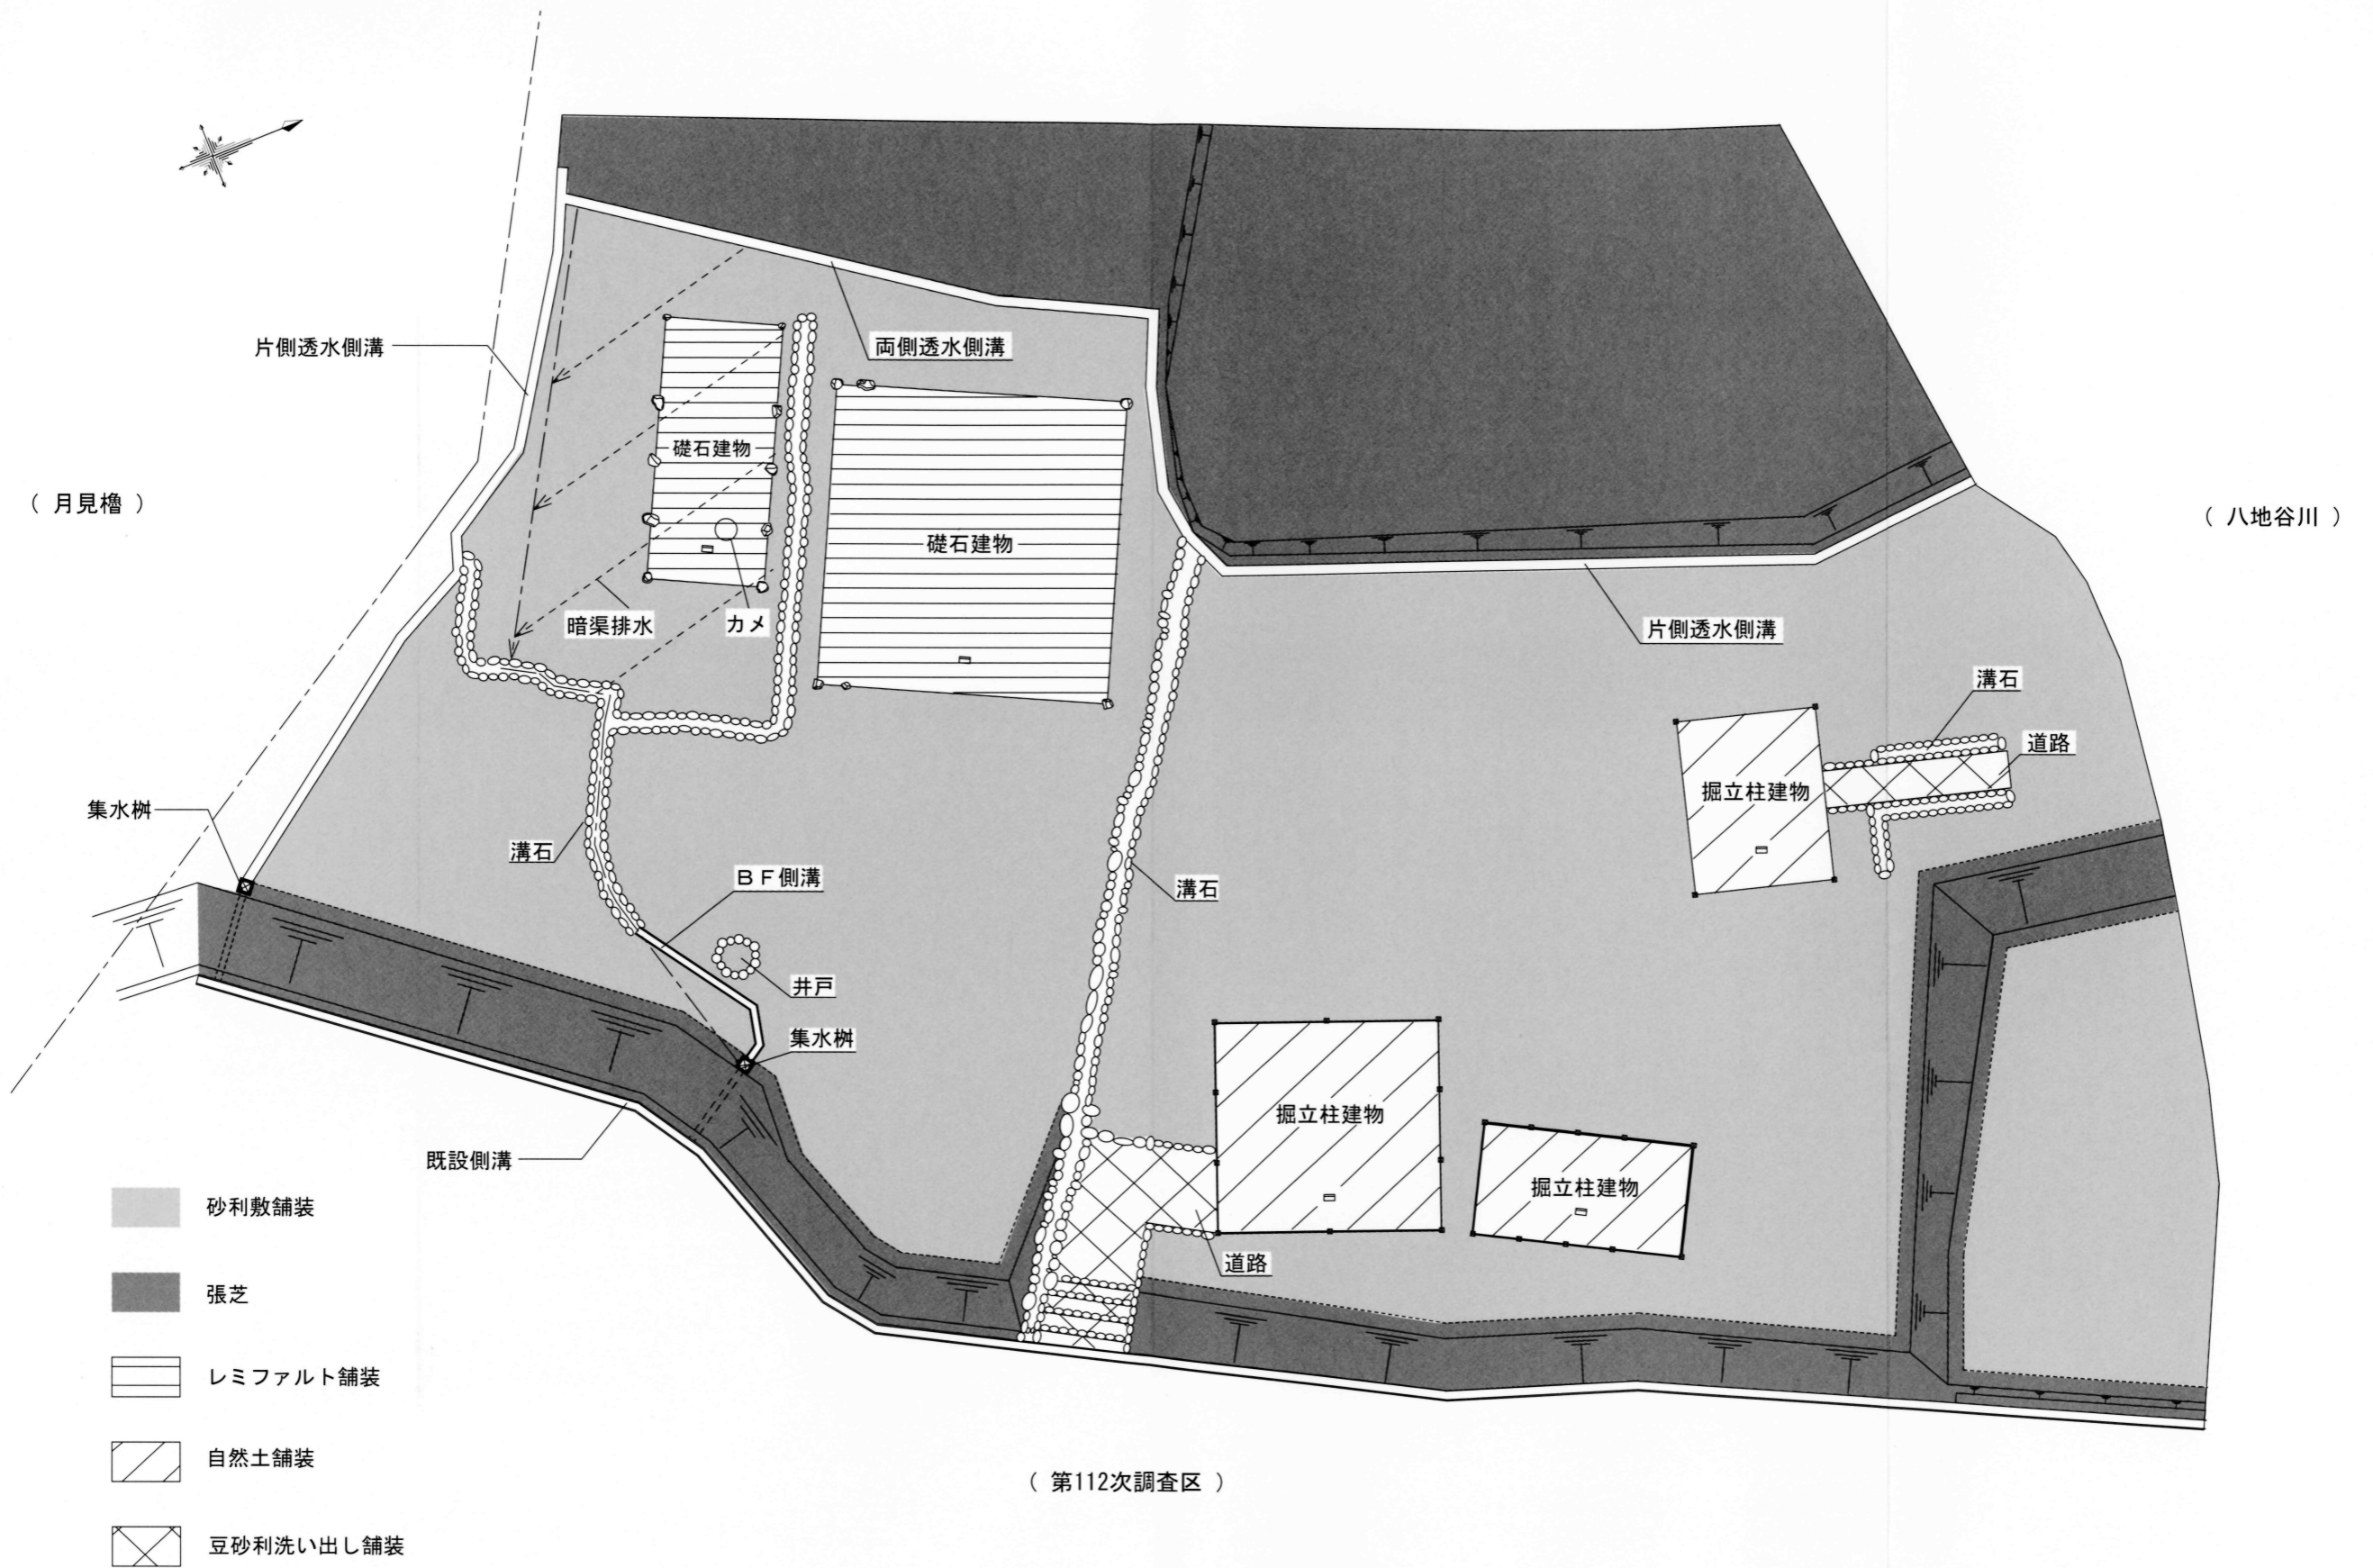 片側透水側溝
両側透水側溝
礎石建物
（ 月見櫓 ）
（ 八地谷川 ）
礎石建物
暗渠排水
カメ
片側透水側溝
溝石
道路
掘立柱建物
集水桝
溝石
ＢＦ側溝
溝石
井戸
集水桝
掘立柱建物
既設側溝
掘立柱建物
道路
砂利敷舗装
張芝
レミファルト舗装
自然土舗装
豆砂利洗い出し舗装
（ 第112次調査区 ）